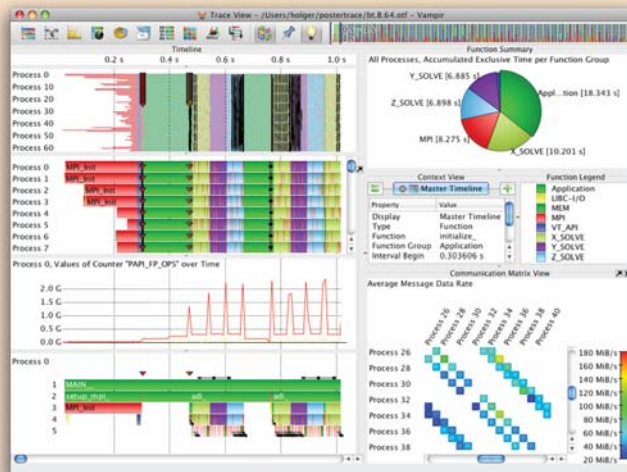 Trace View - /Users/holger/postertrace/bt.8.64.otf - Vampir
Timeline
0.2 s 0.4 s 0.6 s 0.8 s 1.0 s
Process 0
Process 10
Process 20
Process 30
Process 40
Process 50
Process 60
Process 0
Process 1
Process 2
Process 3
Process 4
Process 5
Process 6
Process 7
MPI_Init
MPI_Init
MPI_Init
MPI_Init
Process 0, Values of Counter "PAPI_FP_OPS" over Time
2.0 G
1.5 G
1.0 G
0.5 G
0.0 G
Process 0
1 MAIN__
2 setup_mpi_ adi_ adi_
3 MPI_Init
4
5
Function Summary
All Processes, Accumulated Exclusive Time per Function Group
Y_SOLVE [6.885 s]
Appl...tion [18.343 s]
Z_SOLVE [6.898 s]
MPI [8.275 s]
X_SOLVE [10.201 s]
Context View
Master Timeline
Property Value
Display Master Timeline
Type Function
Function initialize_
Function Group Application
Interval Begin 0.303606 s
Function Legend
Application
LIBC-I/O
MEM
MPI
VT_API
X_SOLVE
Y_SOLVE
Z_SOLVE
Communication Matrix View
Average Message Data Rate
Process 26
Process 28
Process 30
Process 32
Process 34
Process 36
Process 38
Process 40
Process 26
Process 28
Process 30
Process 32
Process 34
Process 36
Process 38
180 MiB/s
160 MiB/s
140 MiB/s
120 MiB/s
100 MiB/s
80 MiB/s
60 MiB/s
40 MiB/s
20 MiB/s